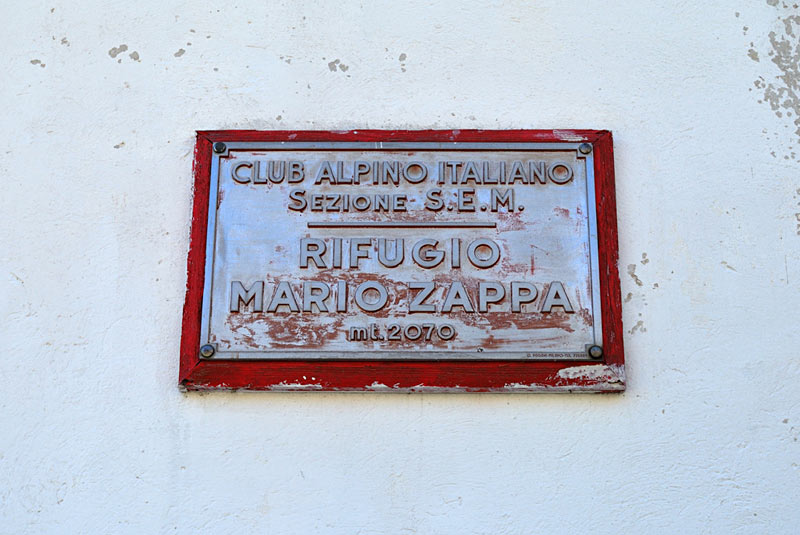 CLUB ALPINO ITALIANO
SEZIONE S.E.M.
RIFUGIO
MARIO ZAPPA
mt. 2070